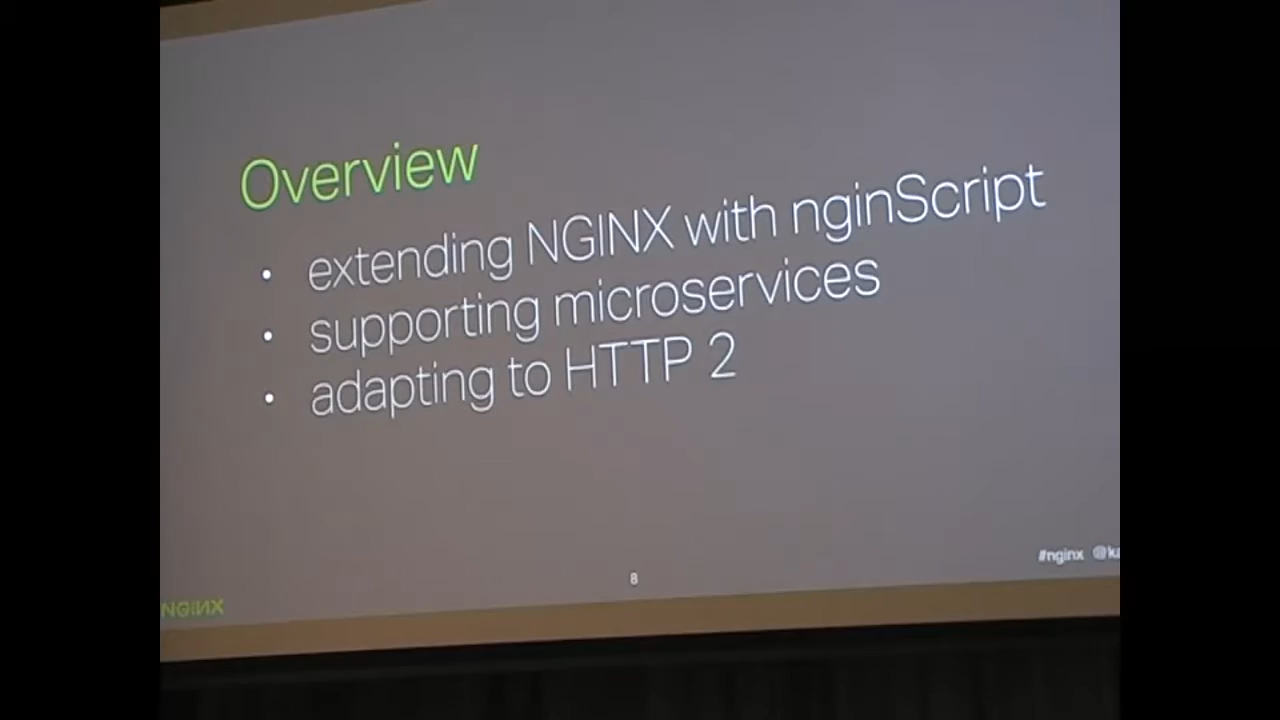 Overview
• extending NGINX with nginScript
• supporting microservices
• adapting to HTTP 2
#nginx
8
NGINX